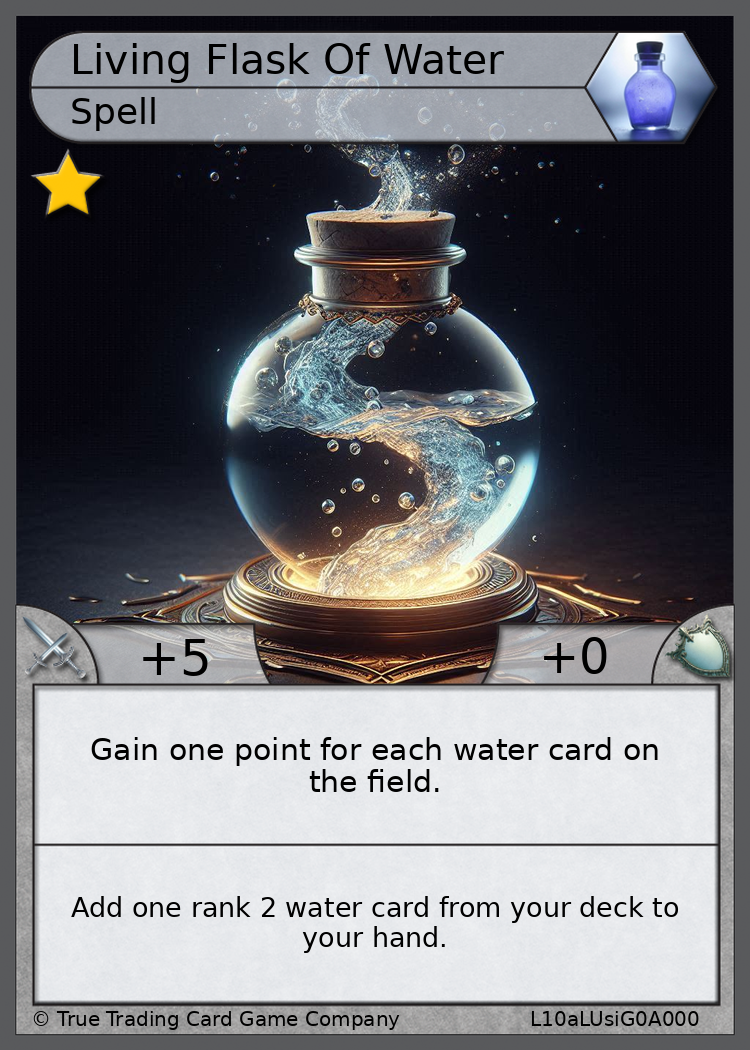 Living Flask Of Water
Spell
+5
+0
Gain one point for each water card on
the field.
Add one rank 2 water card from your deck to
your hand.
© True Trading Card Game Company
L10aLUsiG0A000